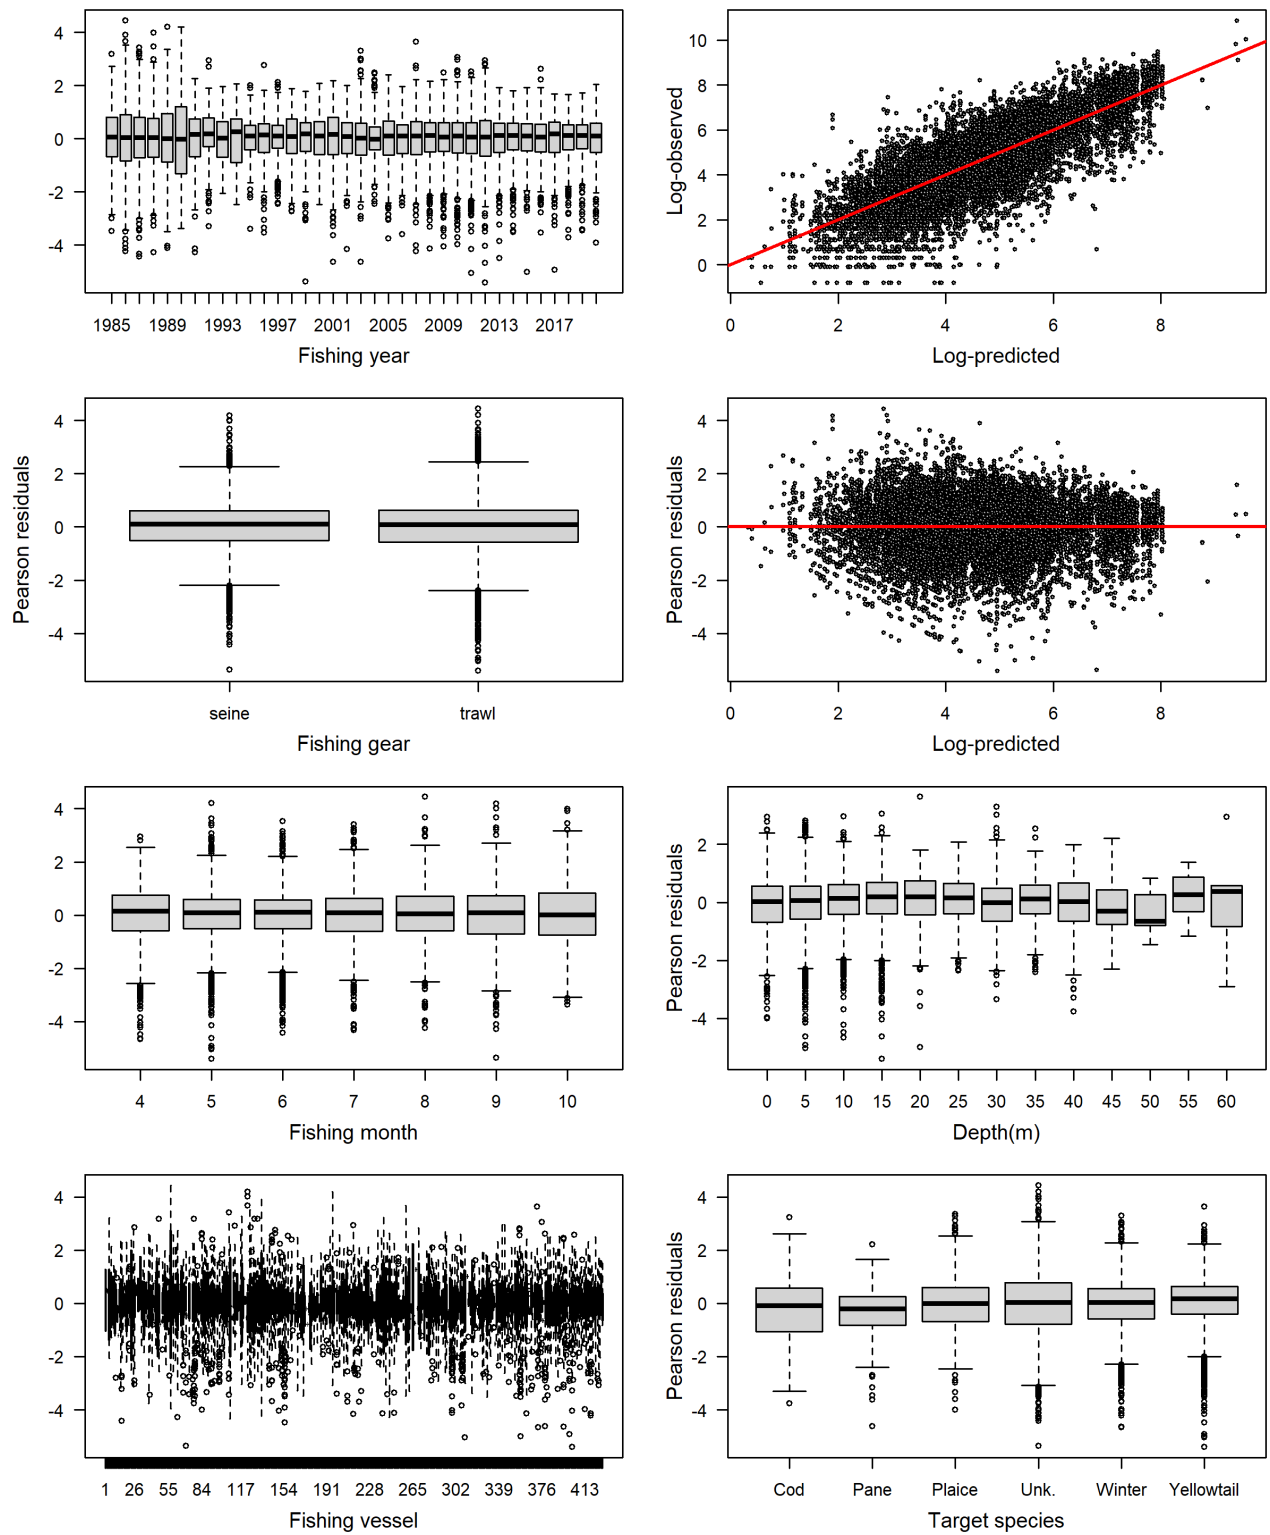 4
2
0
-2
-4
1985 1989 1993 1997 2001 2005 2009 2013 2017
Fishing year
Log-observed
10
8
6
4
2
0
0 2 4 6 8
Log-predicted
Pearson residuals
4
2
0
-2
-4
seine trawl
Fishing gear
Pearson residuals
4
2
0
-2
-4
0 2 4 6 8
Log-predicted
4
2
0
-2
-4
4 5 6 7 8 9 10
Fishing month
Pearson residuals
2
0
-2
-4
0 5 10 15 20 25 30 35 40 45 50 55 60
Depth(m)
4
2
0
-2
-4
1 26 55 84 117 154 191 228 265 302 339 376 413
Fishing vessel
Pearson residuals
4
2
0
-2
-4
Cod Pane Plaice Unk. Winter Yellowtail
Target species